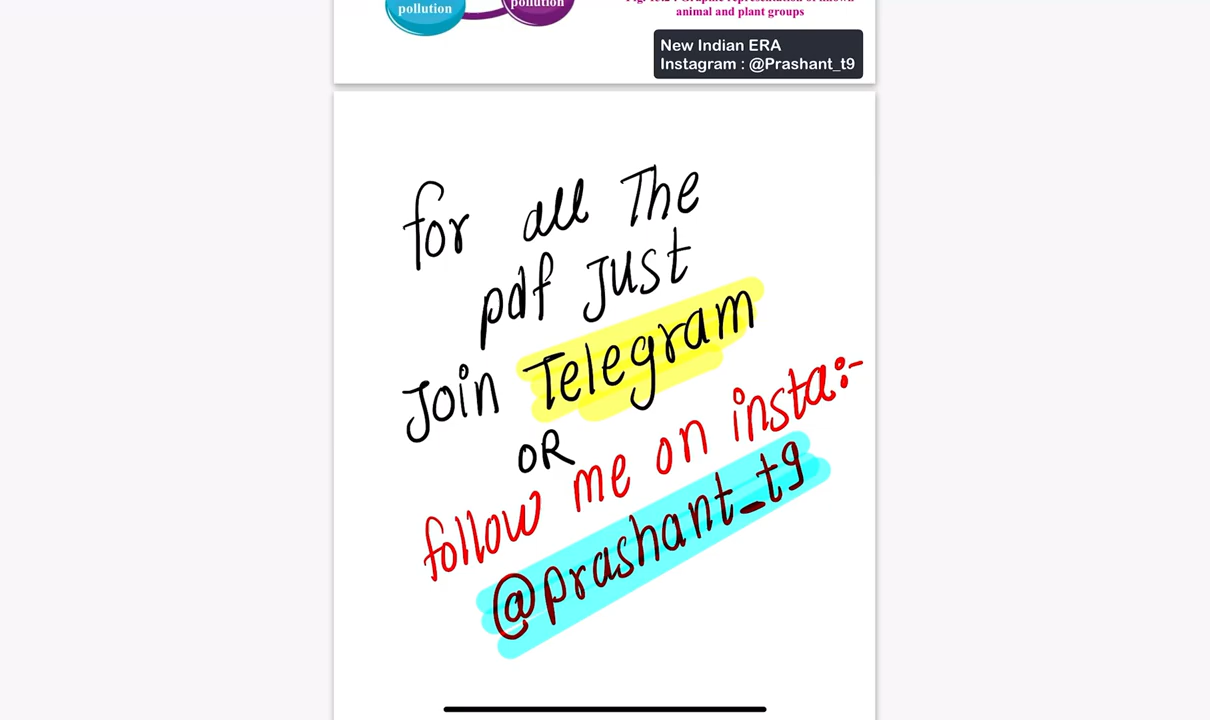 pollution
pollution
animal and plant groups
New Indian ERA
Instagram : @Prashant_t9
for all The
pdf Just
Join Telegram
OR
follow me on insta:-
@prashant_t9